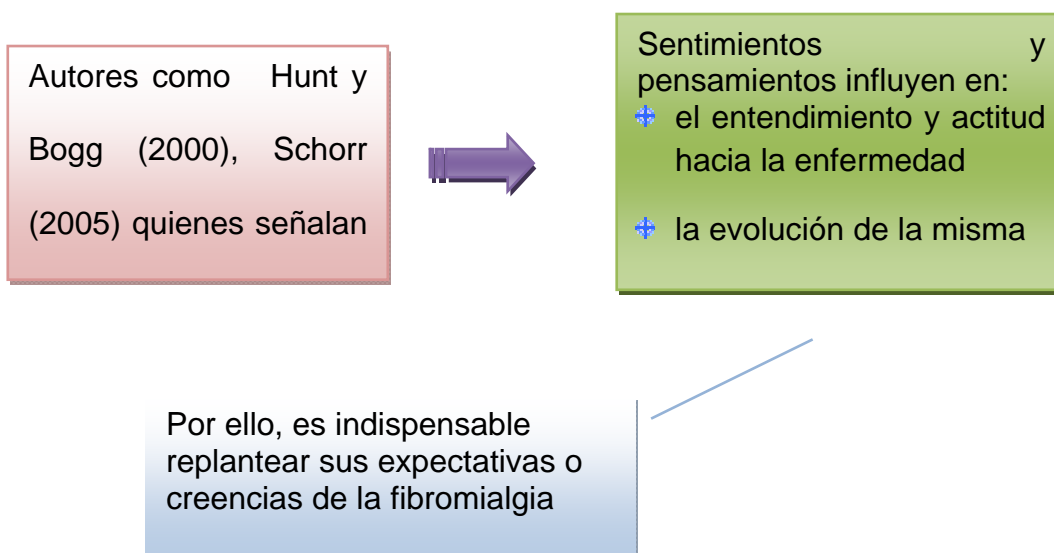 Autores como Hunt y
Bogg (2000), Schorr
(2005) quienes señalan
Sentimientos y
pensamientos influyen en:
el entendimiento y actitud
hacia la enfermedad
la evolución de la misma
Por ello, es indispensable
replantear sus expectativas o
creencias de la fibromialgia